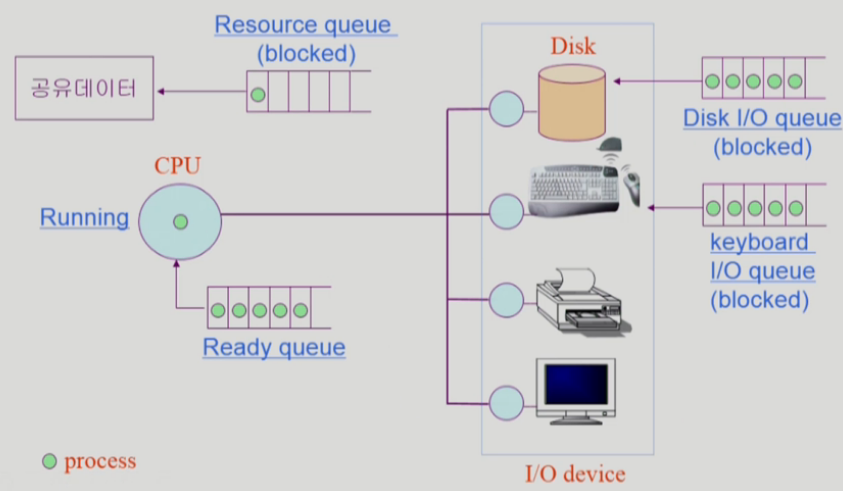 Resource queue
(blocked)
공유데이터
CPU
Running
Ready queue
process
Disk
Disk I/O queue
(blocked)
keyboard
I/O queue
(blocked)
I/O device